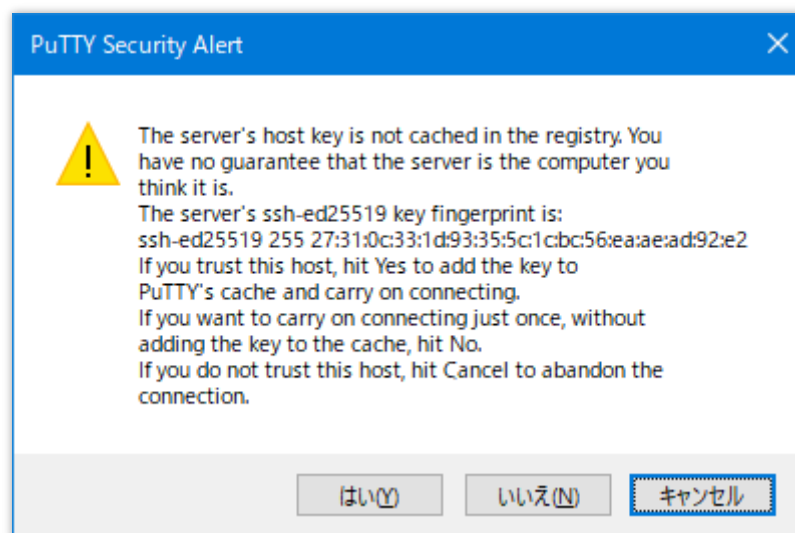 PuTTY Security Alert
The server's host key is not cached in the registry. You
have no guarantee that the server is the computer you
think it is.
The server's ssh-ed25519 key fingerprint is:
ssh-ed25519 255 27:31:0c:33:1d:93:35:5c:1c:bc:56:ea:ae:ad:92:e2
If you trust this host, hit Yes to add the key to
PuTTY's cache and carry on connecting.
If you want to carry on connecting just once, without
adding the key to the cache, hit No.
If you do not trust this host, hit Cancel to abandon the
connection.
はい(Y) いいえ(N) キャンセル